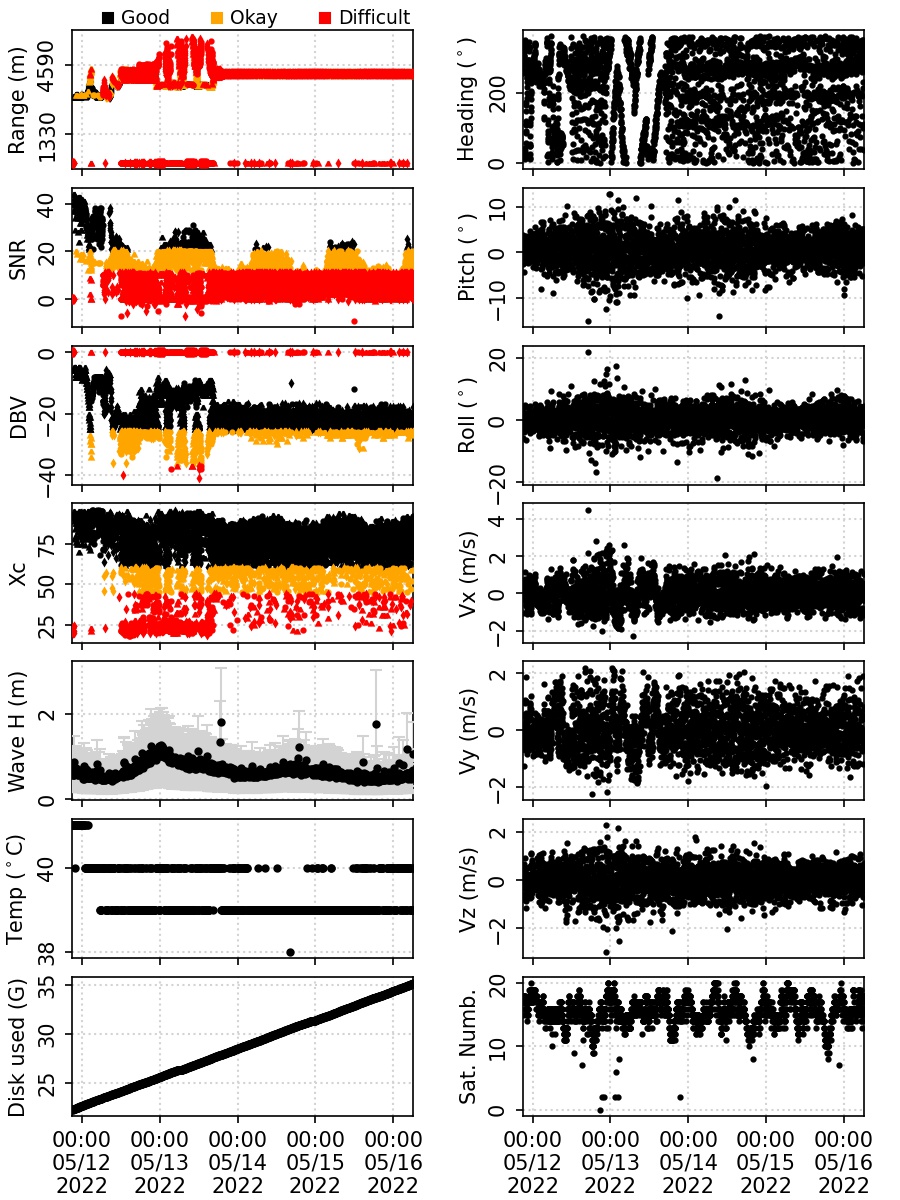 Good Okay Difficult
Range (m)
4590
1330
Heading (°)
200
0
SNR
40
20
0
Pitch (°)
10
0
−10
DBV
0
−20
−40
Roll (°)
20
0
−20
Xc
75
50
25
Vx (m/s)
4
2
0
−2
Wave H (m)
2
0
Vy (m/s)
2
0
−2
Temp (°C)
40
38
Vz (m/s)
2
0
−2
Disk used (G)
35
30
25
Sat. Numb.
20
10
0
00:00 00:00 00:00 00:00 00:00
05/12 05/13 05/14 05/15 05/16
2022 2022 2022 2022 2022
00:00 00:00 00:00 00:00 00:00
05/12 05/13 05/14 05/15 05/16
2022 2022 2022 2022 2022